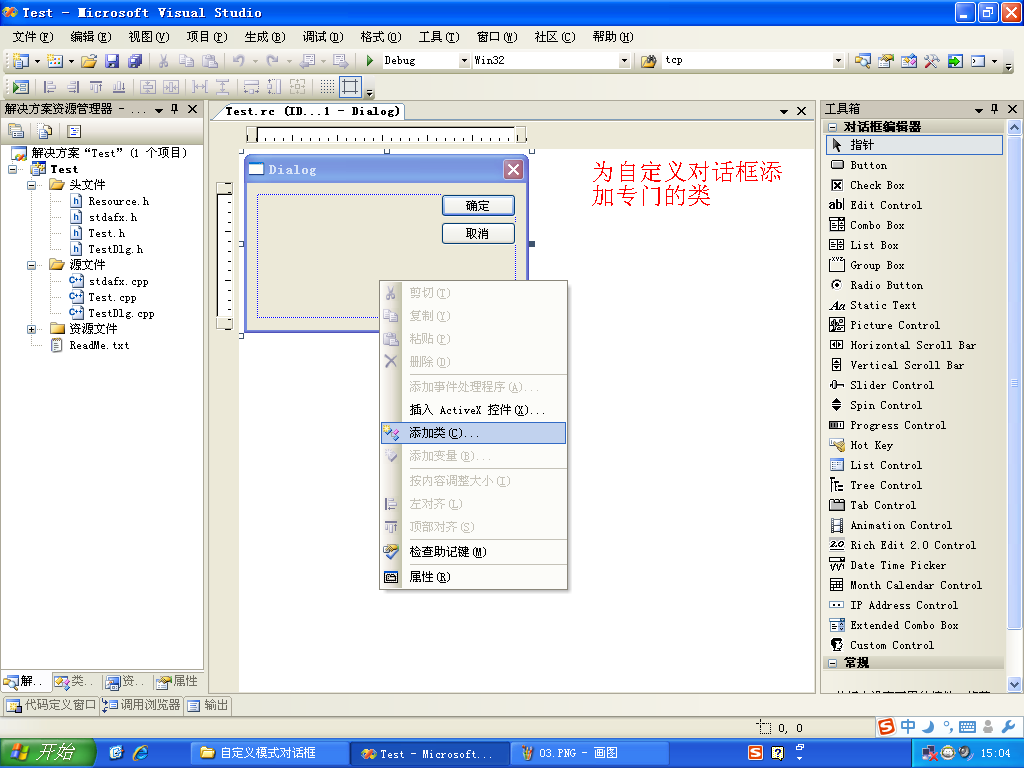 Test - Microsoft Visual Studio
文件(F) 编辑(E) 视图(V) 项目(P) 生成(B) 调试(D) 格式(O) 工具(T) 窗口(W) 社区(C) 帮助(H)
Debug Win32 tcp
解决方案资源管理器 - ...
Test.rc (ID...1 - Dialog)
工具箱
解决方案“Test”(1 个项目)
Test
头文件
Resource.h
stdafx.h
Test.h
TestDlg.h
源文件
stdafx.cpp
Test.cpp
TestDlg.cpp
资源文件
ReadMe.txt
Dialog
确定
取消
为自定义对话框添
加专门的类
剪切(T)
复制(Y)
粘贴(P)
删除(D)
添加事件处理程序(A)...
插入 ActiveX 控件(X)...
添加类(C)...
添加变量(B)...
按内容调整大小(I)
左对齐(L)
顶部对齐(S)
检查助记键(M)
属性(R)
对话框编辑器
指针
Button
Check Box
Edit Control
Combo Box
List Box
Group Box
Radio Button
Static Text
Picture Control
Horizontal Scroll Bar
Vertical Scroll Bar
Slider Control
Spin Control
Progress Control
Hot Key
List Control
Tree Control
Tab Control
Animation Control
Rich Edit 2.0 Control
Date Time Picker
Month Calendar Control
IP Address Control
Extended Combo Box
Custom Control
常规
解.. 类.. 资.. 属性
代码定义窗口 调用浏览器 输出
0, 0
中
开始
自定义模式对话框
Test - Microsoft...
03.PNG - 画图
15:04